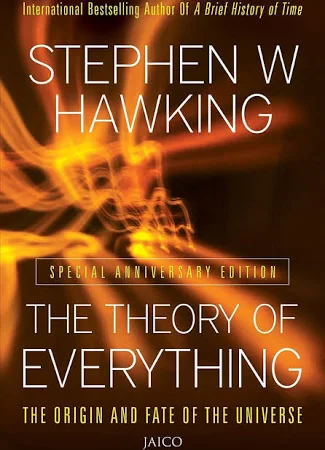 International Bestselling Author Of A Brief History of Time
STEPHEN W
HAWKING
SPECIAL ANNIVERSARY EDITION
THE THEORY OF
EVERYTHING
THE ORIGIN AND FATE OF THE UNIVERSE
JAICO